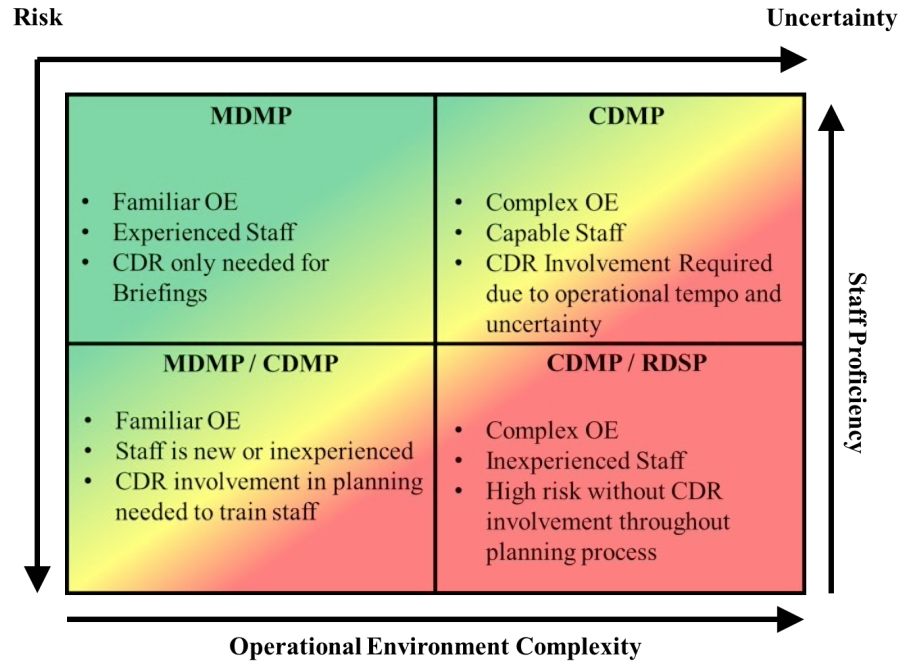 Risk
Uncertainty
MDMP
• Familiar OE
• Experienced Staff
• CDR only needed for
Briefings
CDMP
• Complex OE
• Capable Staff
• CDR Involvement Required
due to operational tempo and
uncertainty
MDMP / CDMP
• Familiar OE
• Staff is new or inexperienced
• CDR involvement in planning
needed to train staff
CDMP / RDSP
• Complex OE
• Inexperienced Staff
• High risk without CDR
involvement throughout
planning process
Staff Proficiency
Operational Environment Complexity